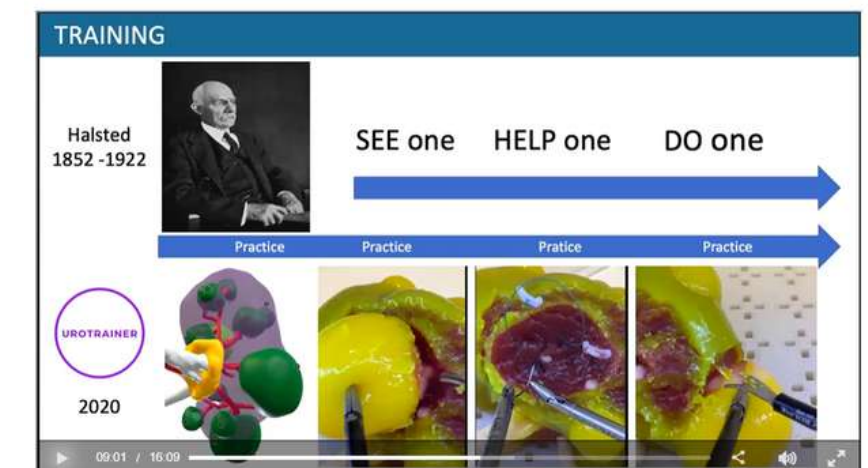 TRAINING
Halsted
1852 -1922
SEE one HELP one DO one
Practice Practice Pratice Practice
UROTRAINER
2020
09:01 / 16:09